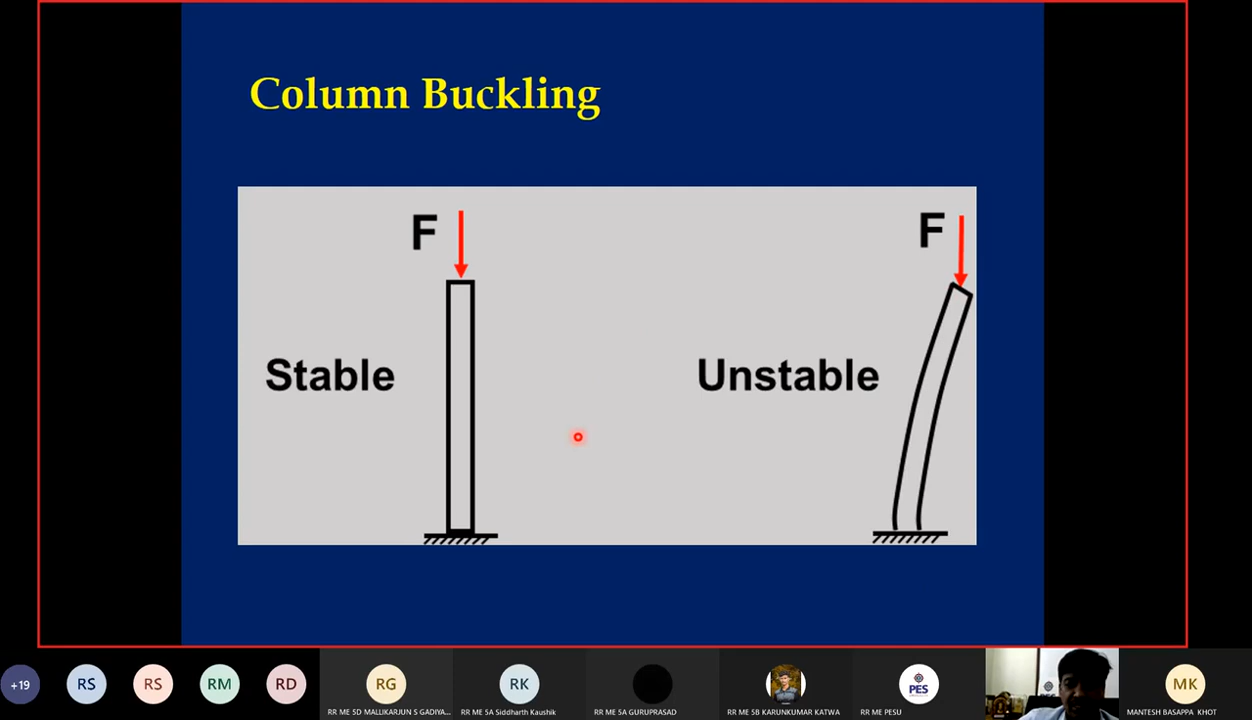 Column Buckling
F
F
Stable
Unstable
+19
RS
RS
RM
RD
RG
RK
PES
MK
RR ME 5D MALLIKARJUN S GADIYA...
RR ME 5A Siddharth Kaushik
RR ME 5A GURUPRASAD
RR ME 5B KARUNKUMAR KATWA
RR ME PESU
MANTESH BASAPPA KHOT